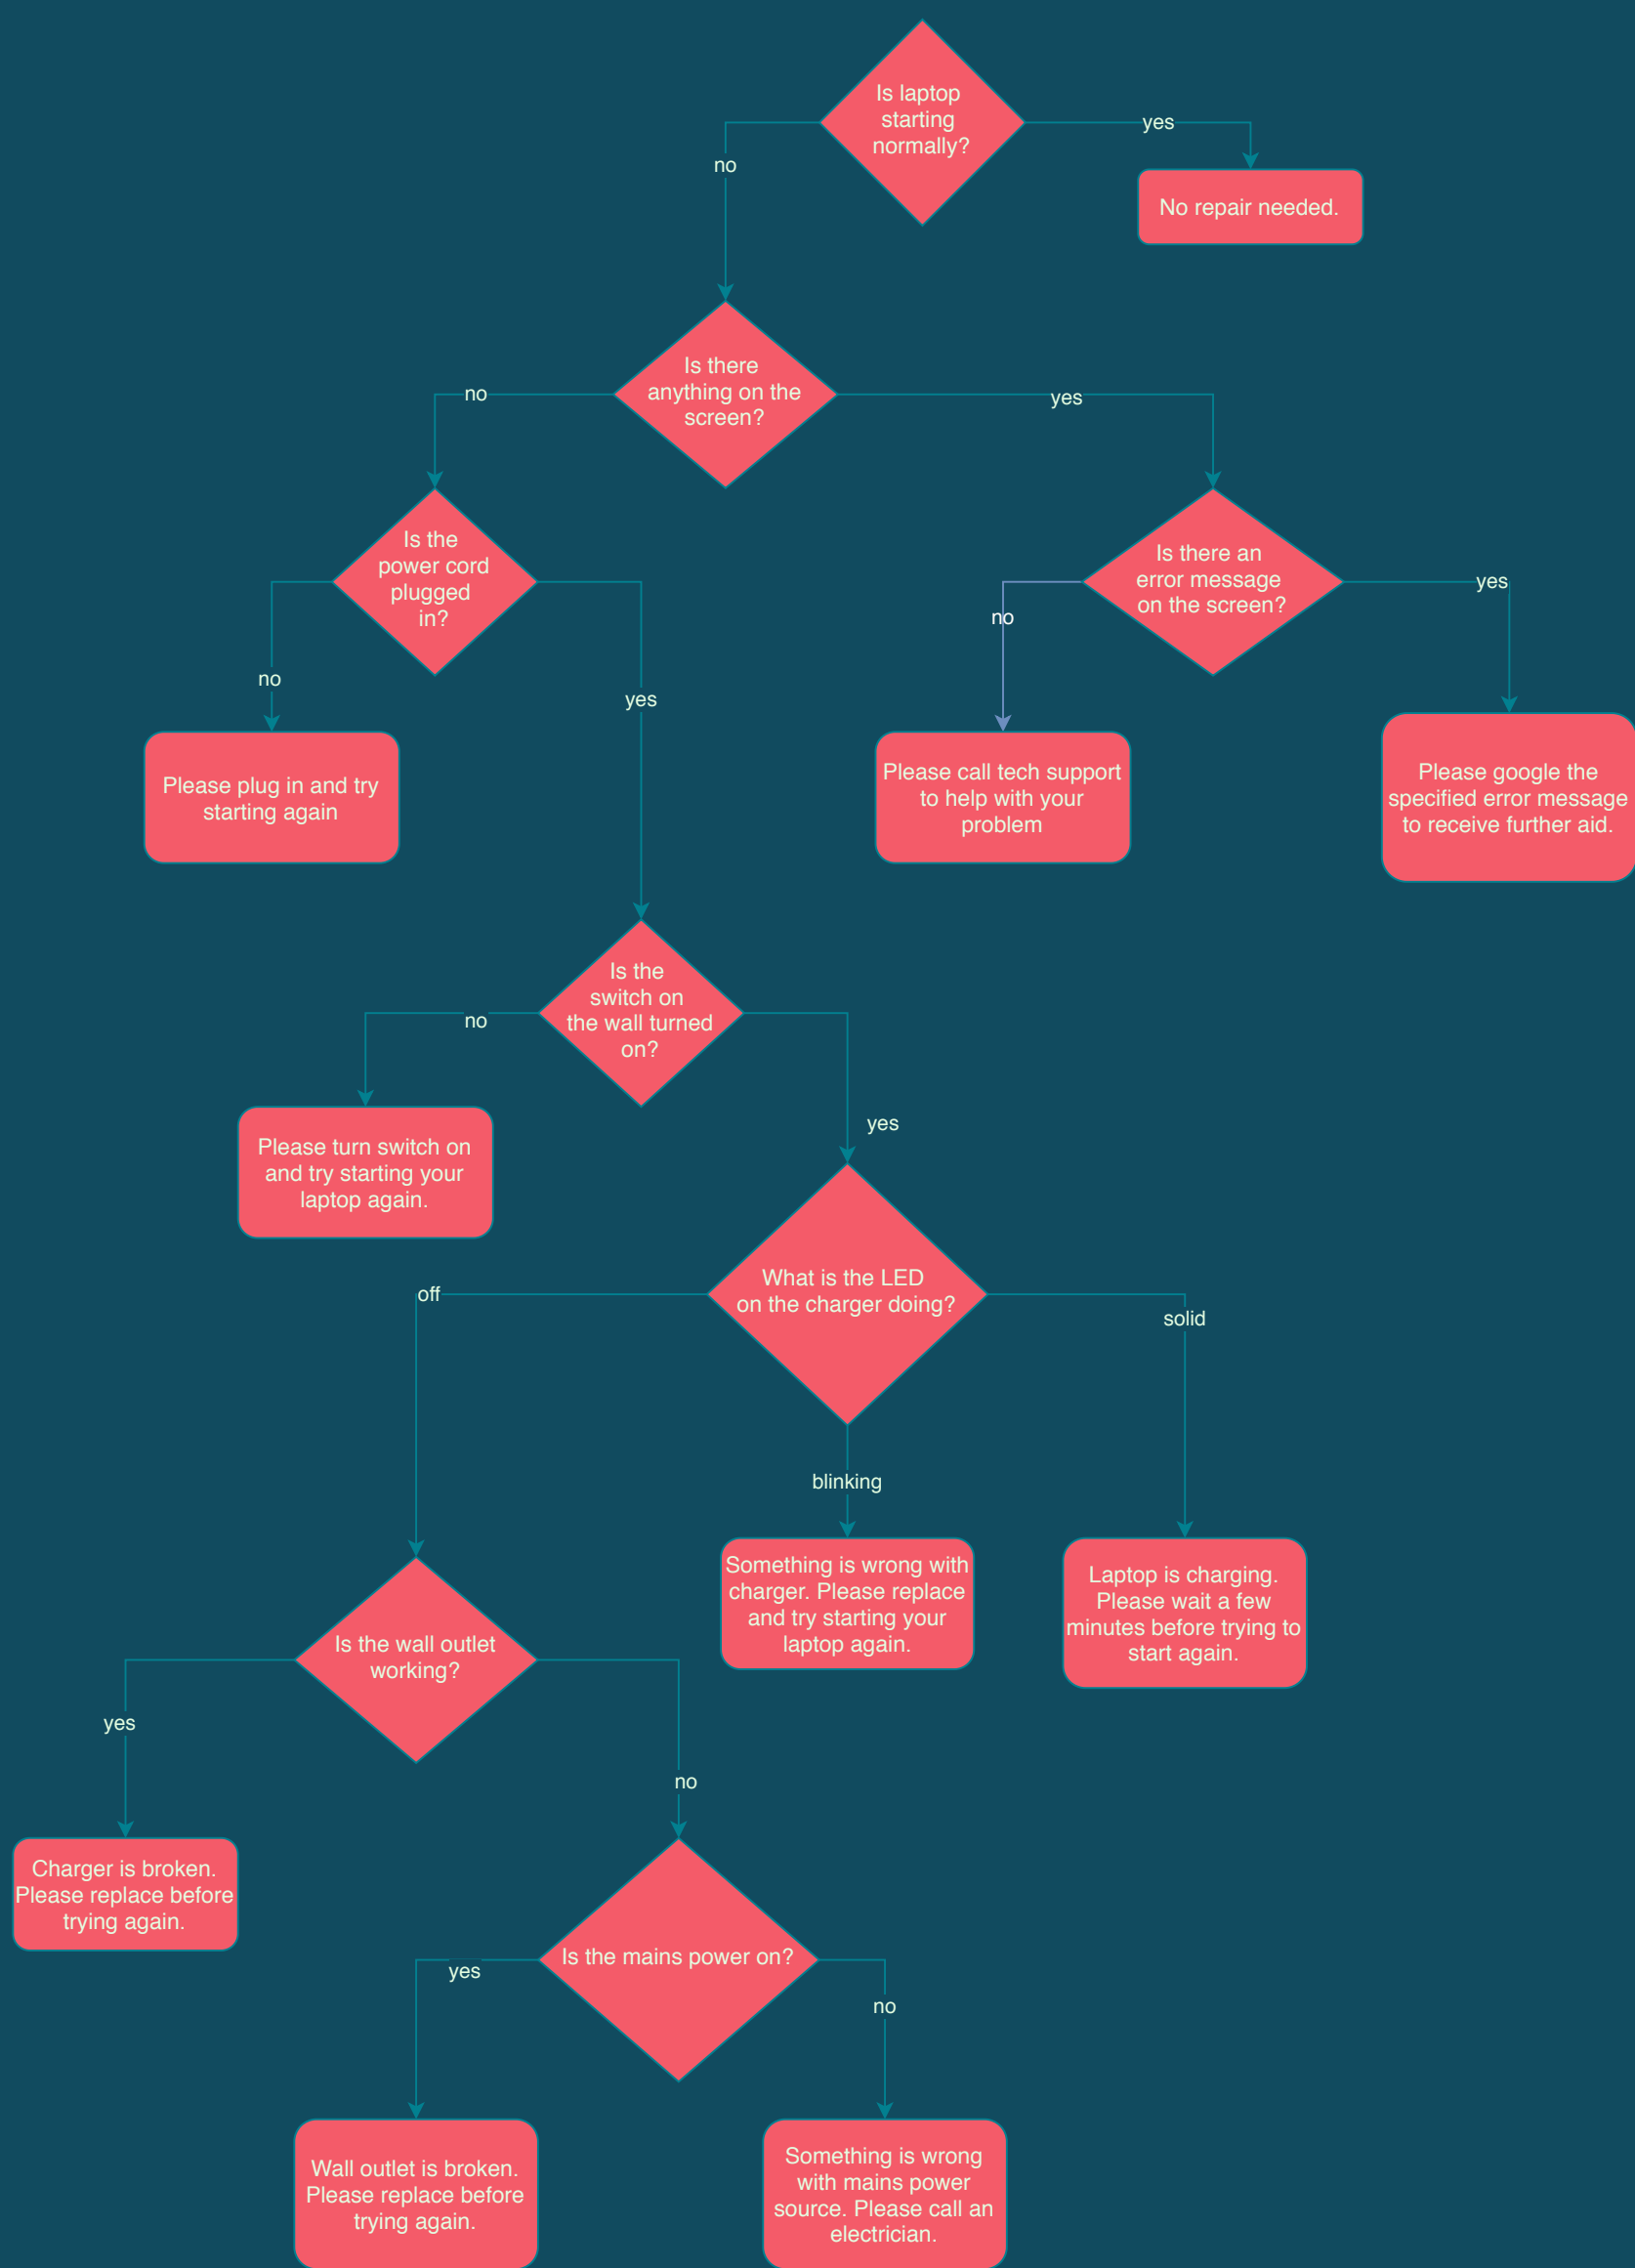 Is laptop
starting
normally?
yes
no
No repair needed.
Is there
anything on the
screen?
no
yes
Is the
power cord
plugged
in?
Is there an
error message
on the screen?
no
yes
no
yes
Please plug in and try
starting again
Please call tech support
to help with your
problem
Please google the
specified error message
to receive further aid.
Is the
switch on
the wall turned
on?
no
yes
Please turn switch on
and try starting your
laptop again.
What is the LED
on the charger doing?
off
solid
blinking
Something is wrong with
charger. Please replace
and try starting your
laptop again.
Laptop is charging.
Please wait a few
minutes before trying to
start again.
Is the wall outlet
working?
yes
no
Charger is broken.
Please replace before
trying again.
Is the mains power on?
yes
no
Wall outlet is broken.
Please replace before
trying again.
Something is wrong
with mains power
source. Please call an
electrician.